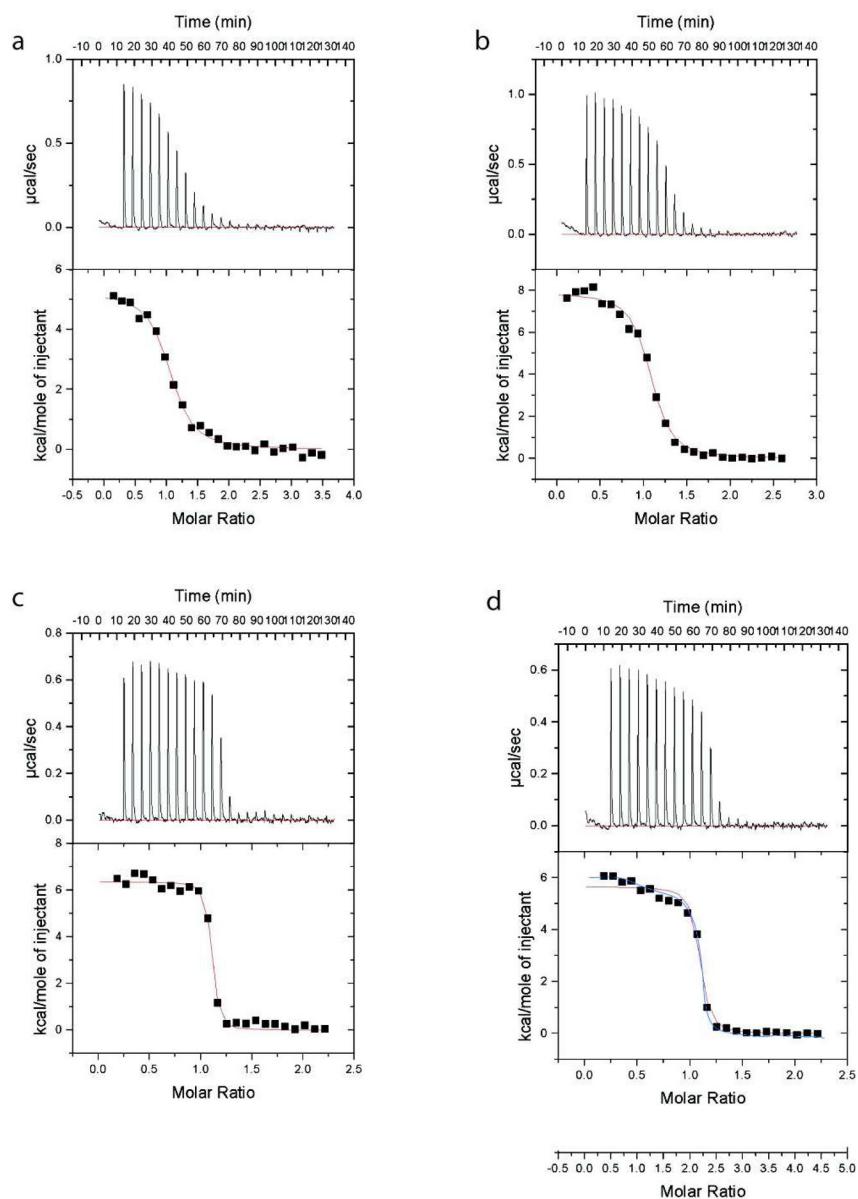 a
Time (min)
-10 0 10 20 30 40 50 60 70 80 90 100 110 120 130 140
1.0
0.5
0.0
µcal/sec
6
4
2
0
kcal/mole of injectant
-0.5 0.0 0.5 1.0 1.5 2.0 2.5 3.0 3.5 4.0
Molar Ratio
b
Time (min)
-10 0 10 20 30 40 50 60 70 80 90 100 110 120 130 140
1.0
0.5
0.0
µcal/sec
8
6
4
2
0
kcal/mole of injectant
0.0 0.5 1.0 1.5 2.0 2.5 3.0
Molar Ratio
c
Time (min)
-10 0 10 20 30 40 50 60 70 80 90 100 110 120 130 140
0.8
0.6
0.4
0.2
0.0
µcal/sec
8
6
4
2
0
kcal/mole of injectant
0.0 0.5 1.0 1.5 2.0 2.5
Molar Ratio
d
Time (min)
-10 0 10 20 30 40 50 60 70 80 90 100 110 120 130 140
0.6
0.4
0.2
0.0
µcal/sec
6
4
2
0
kcal/mole of injectant
0.0 0.5 1.0 1.5 2.0 2.5
Molar Ratio
-0.5 0.0 0.5 1.0 1.5 2.0 2.5 3.0 3.5 4.0 4.5 5.0
Molar Ratio